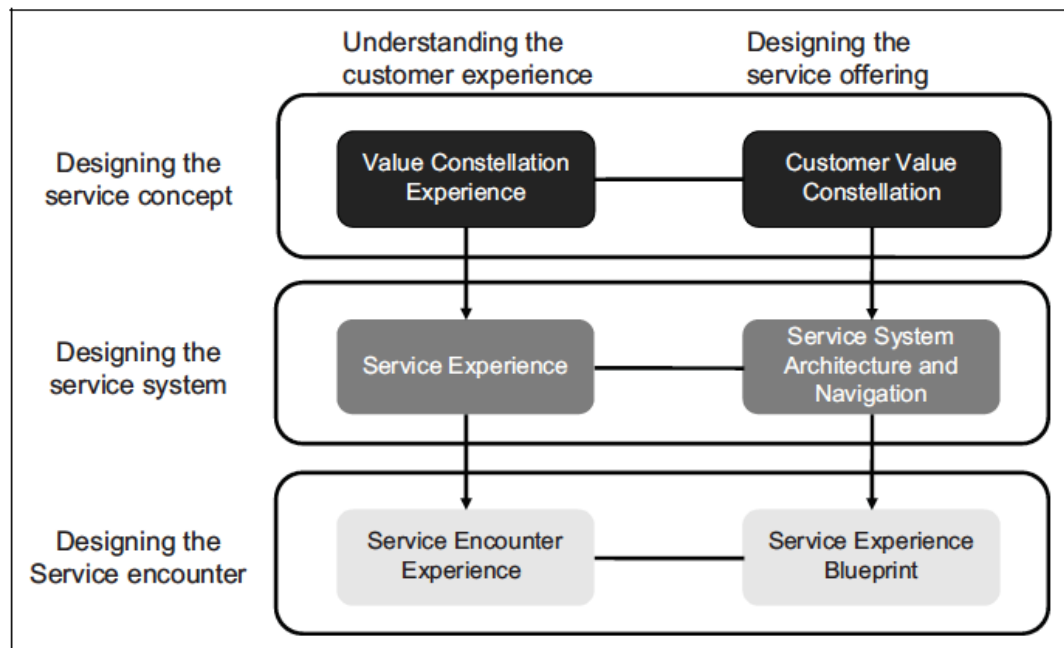 Understanding the
customer experience
Designing the
service offering
Designing the
service concept
Value Constellation
Experience
Customer Value
Constellation
Designing the
service system
Service Experience
Service System
Architecture and
Navigation
Designing the
Service encounter
Service Encounter
Experience
Service Experience
Blueprint